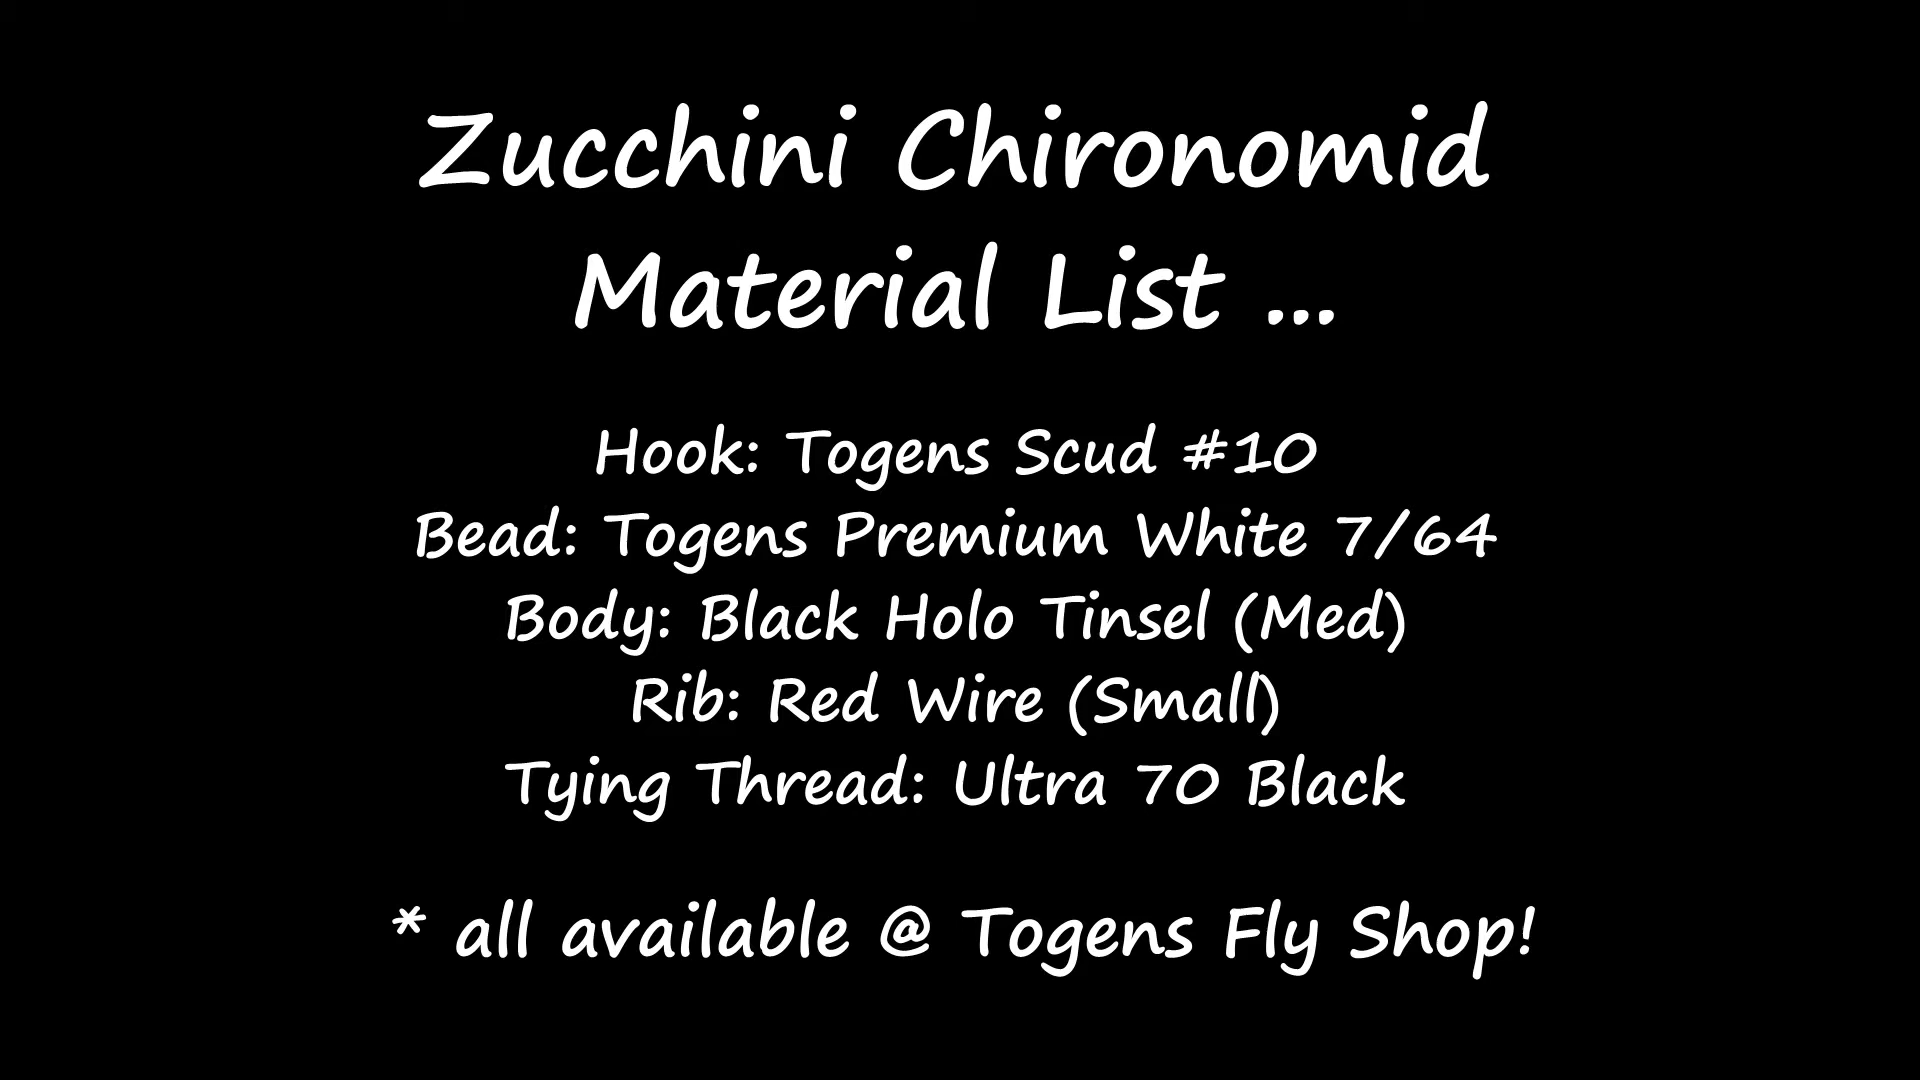 Zucchini Chironomid
Material List ...
Hook: Togens Scud #10
Bead: Togens Premium White 7/64
Body: Black Holo Tinsel (Med)
Rib: Red Wire (Small)
Tying Thread: Ultra 70 Black
* all available @ Togens Fly Shop!